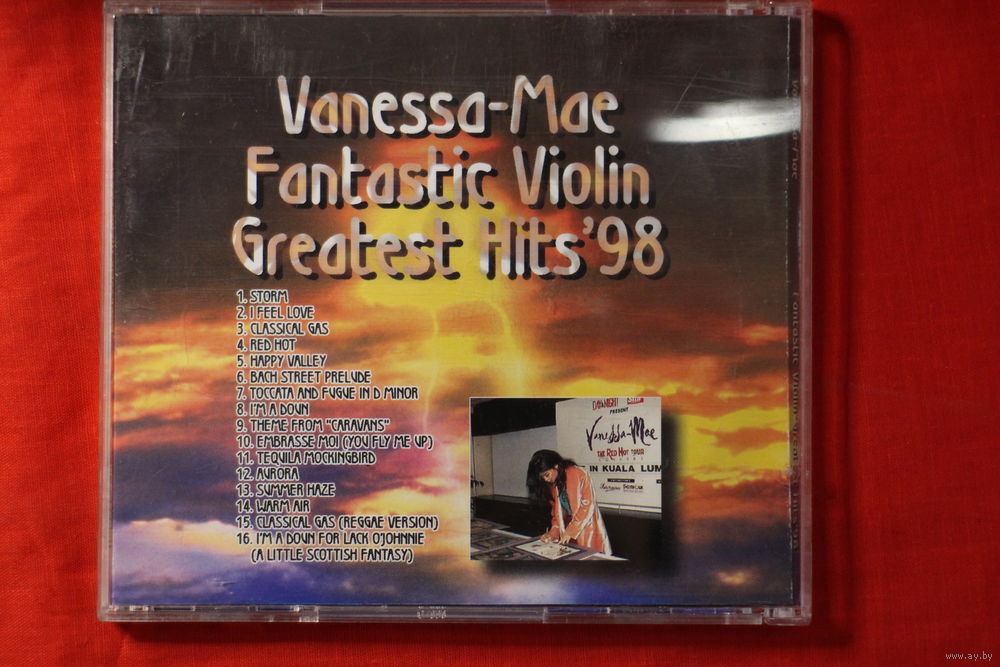 Vanessa-Mae
Fantastic Violin
Greatest Hits'98
1. STORM
2. I FEEL LOVE
3. CLASSICAL GAS
4. RED HOT
5. HAPPY VALLEY
6. BACH STREET PRELUDE
7. TOCCATA AND FUGUE IN D MINOR
8. I'M A DOUN
9. THEME FROM "CARAVANS"
10. EMBRASSE MOI (YOU FLY ME UP)
11. TEQUILA MOCKINGBIRD
12. AURORA
13. SUMMER HAZE
14. WARM AIR
15. CLASSICAL GAS (REGGAE VERSION)
16. I'M A DOUN FOR LACK O'JOHNNIE
(A LITTLE SCOTTISH FANTASY)
PRESENT
Vanessa-Mae
THE RED HOT TOUR
IN KUALA LUM
www.ay.by